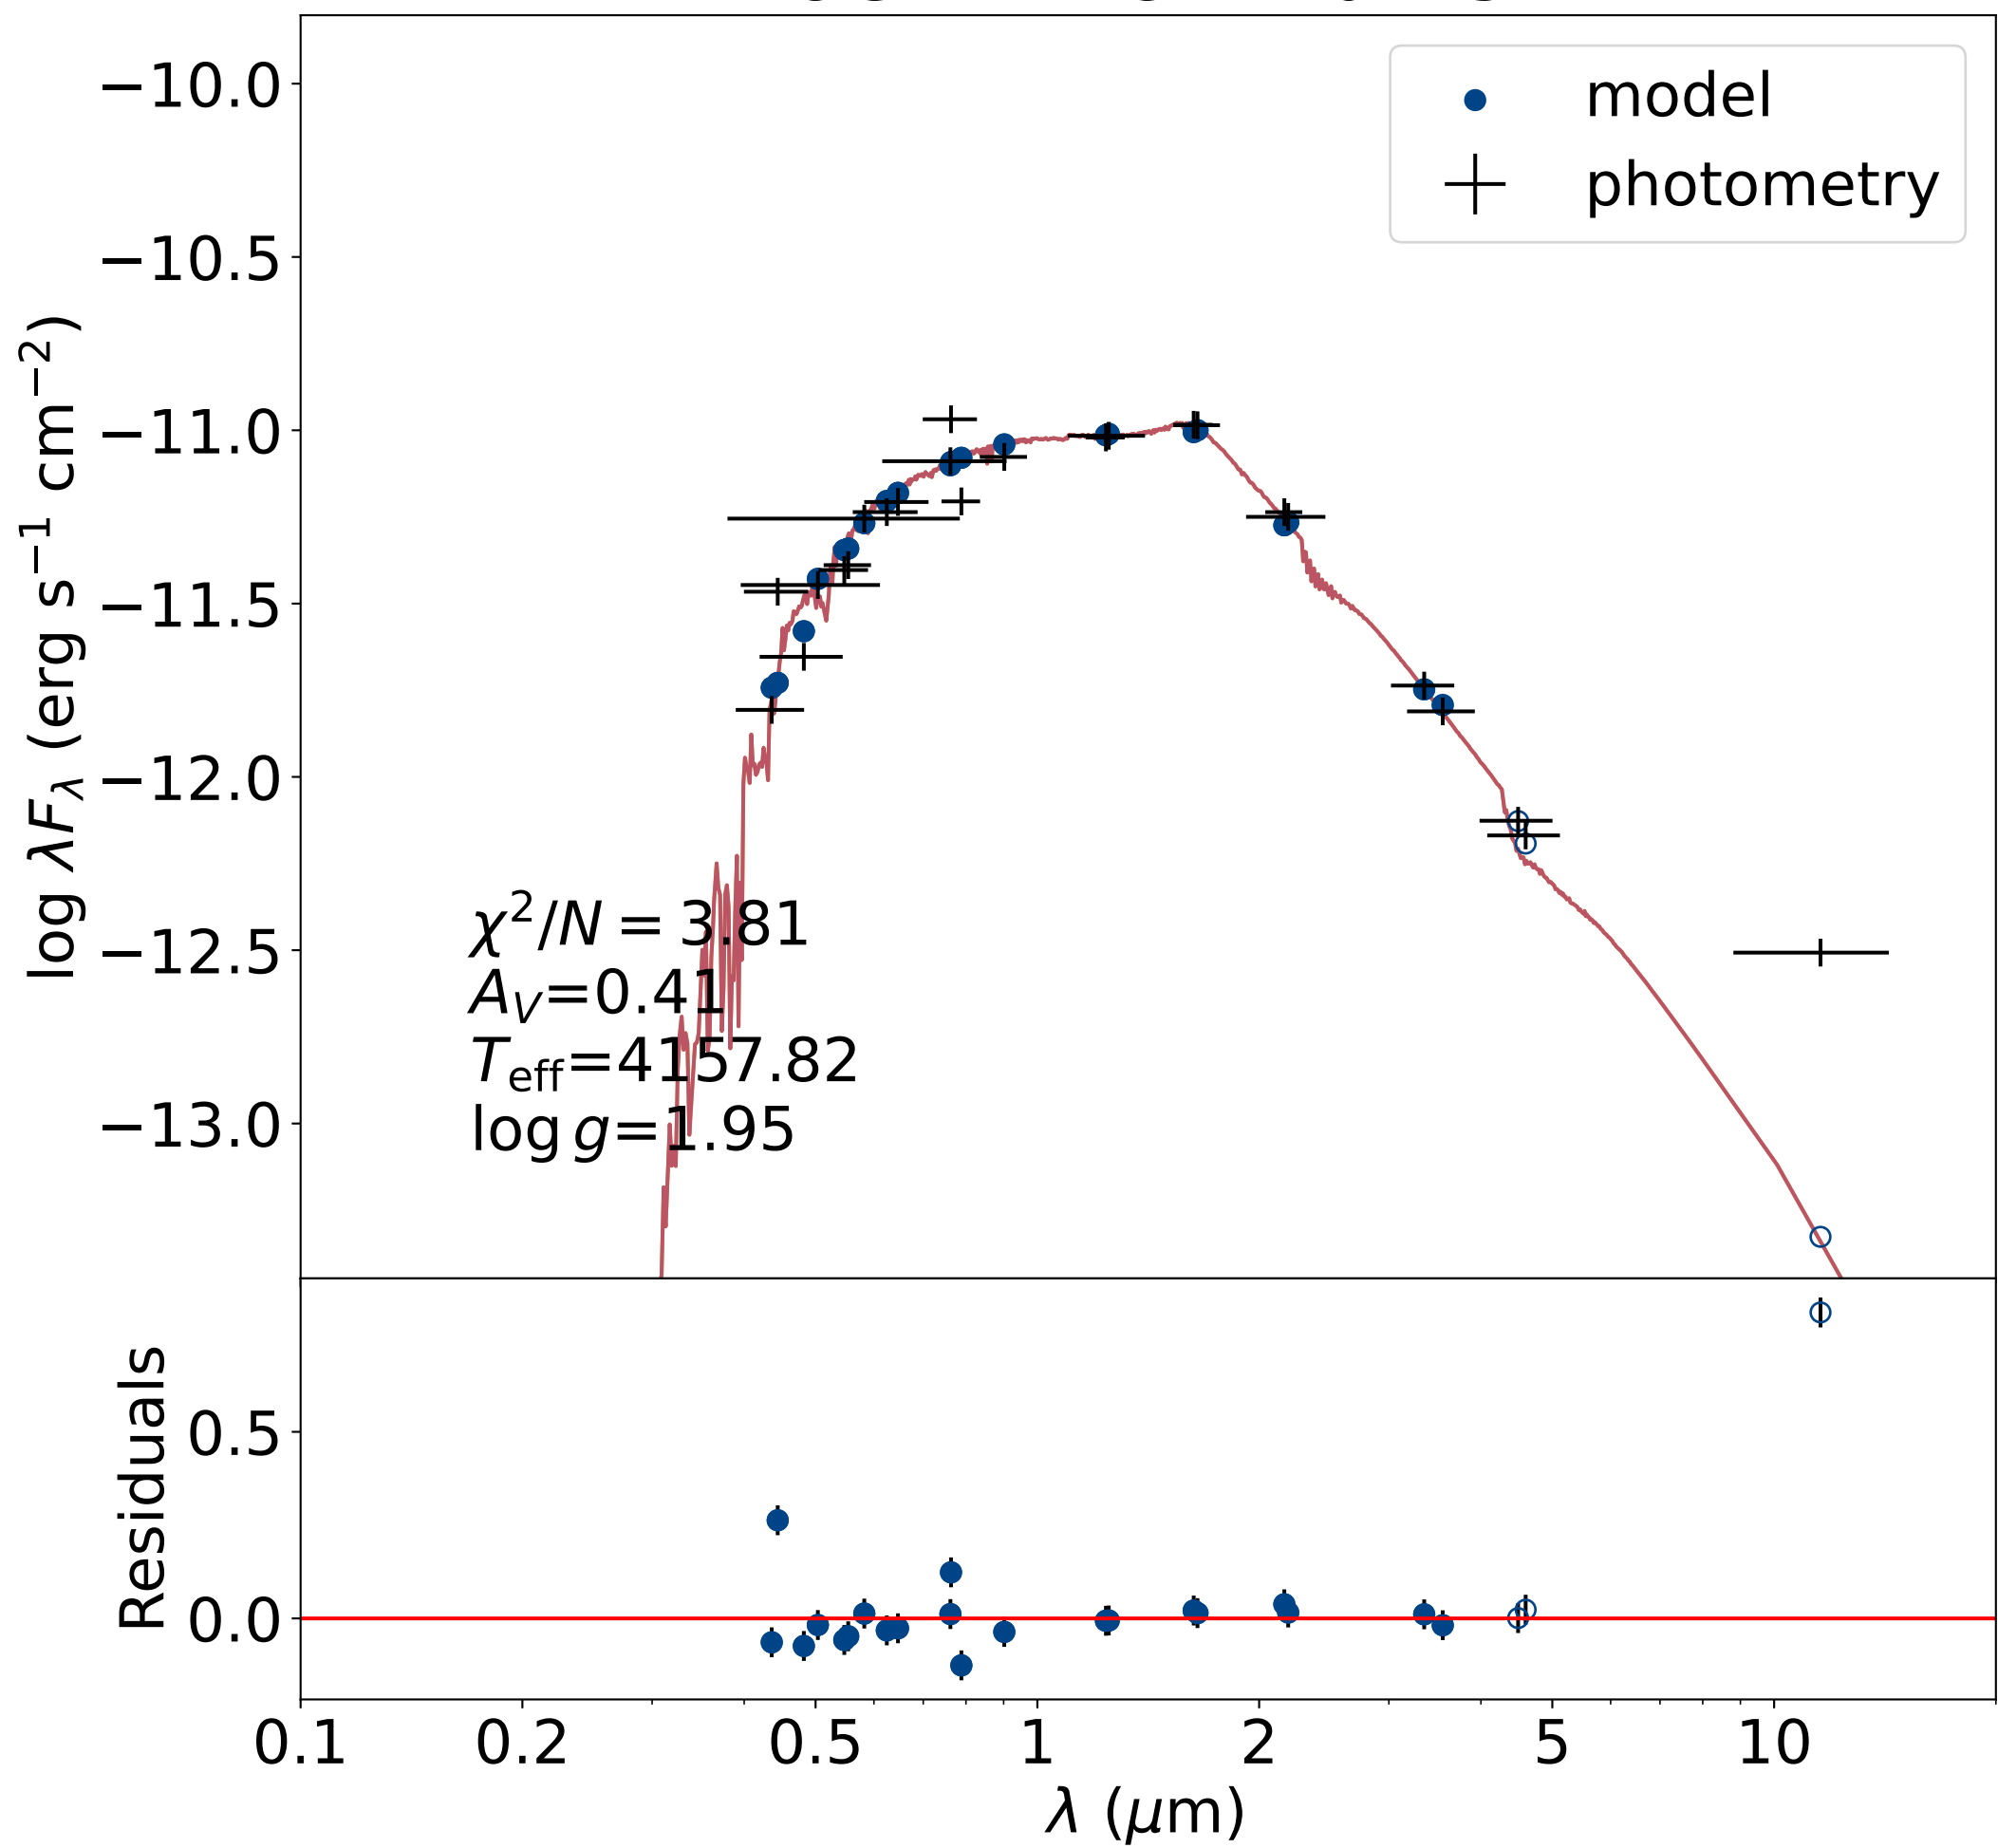 model
photometry
−10.0
−10.5
−11.0
−11.5
−12.0
−12.5
−13.0
log λF_λ (erg s⁻¹ cm⁻²)
χ²/N = 3.81
A_V=0.41
T_eff=4157.82
log g=1.95
0.5
0.0
Residuals
0.1 0.2 0.5 1 2 5 10
λ (μm)